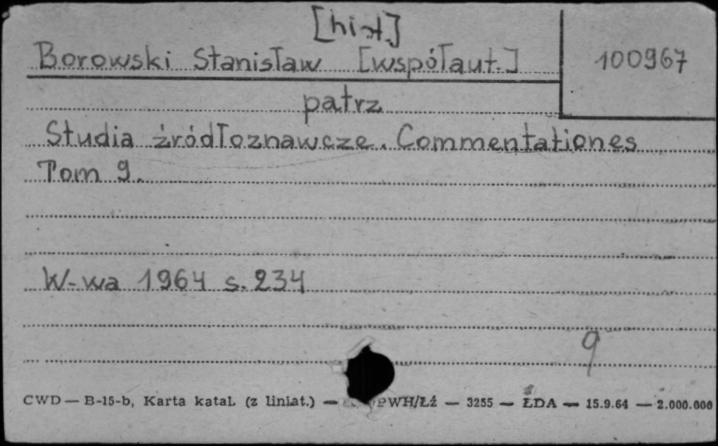 [hist.]
Borowski Stanisław [współaut.] 100967
patrz
Studia źródłoznawcze. Commentationes
Tom 9.
W-wa 1964 s. 234
9
CWD — B-15-b, Karta katal. (z liniat.) — PWH/Łź — 3255 — ŁDA — 15.9.64 — 2.000.000